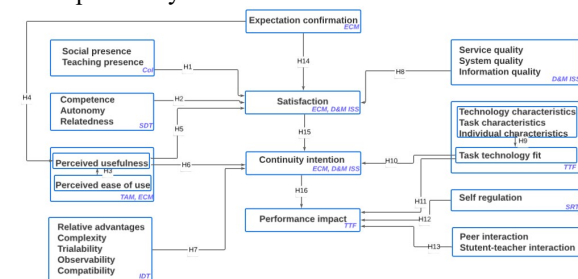 Expectation confirmation
ECM
Social presence
Teaching presence
CoI
H1
H14
Service quality
System quality
Information quality
D&M ISS
H8
H4
Competence
Autonomy
Relatedness
SDT
H2
Satisfaction
ECM, D&M ISS
H5
Technology characteristics
Task characteristics
Individual characteristics
H9
Task technology fit
TTF
H15
Perceived usefulness
H3
Perceived ease of use
TAM, ECM
H6
Continuity intention
ECM, D&M ISS
H10
H16
H11
Self regulation
SRT
H12
Performance impact
TTF
Relative advantages
Complexity
Trialability
Observability
Compatibility
IDT
H7
H13
Peer interaction
Stutent-teacher interaction